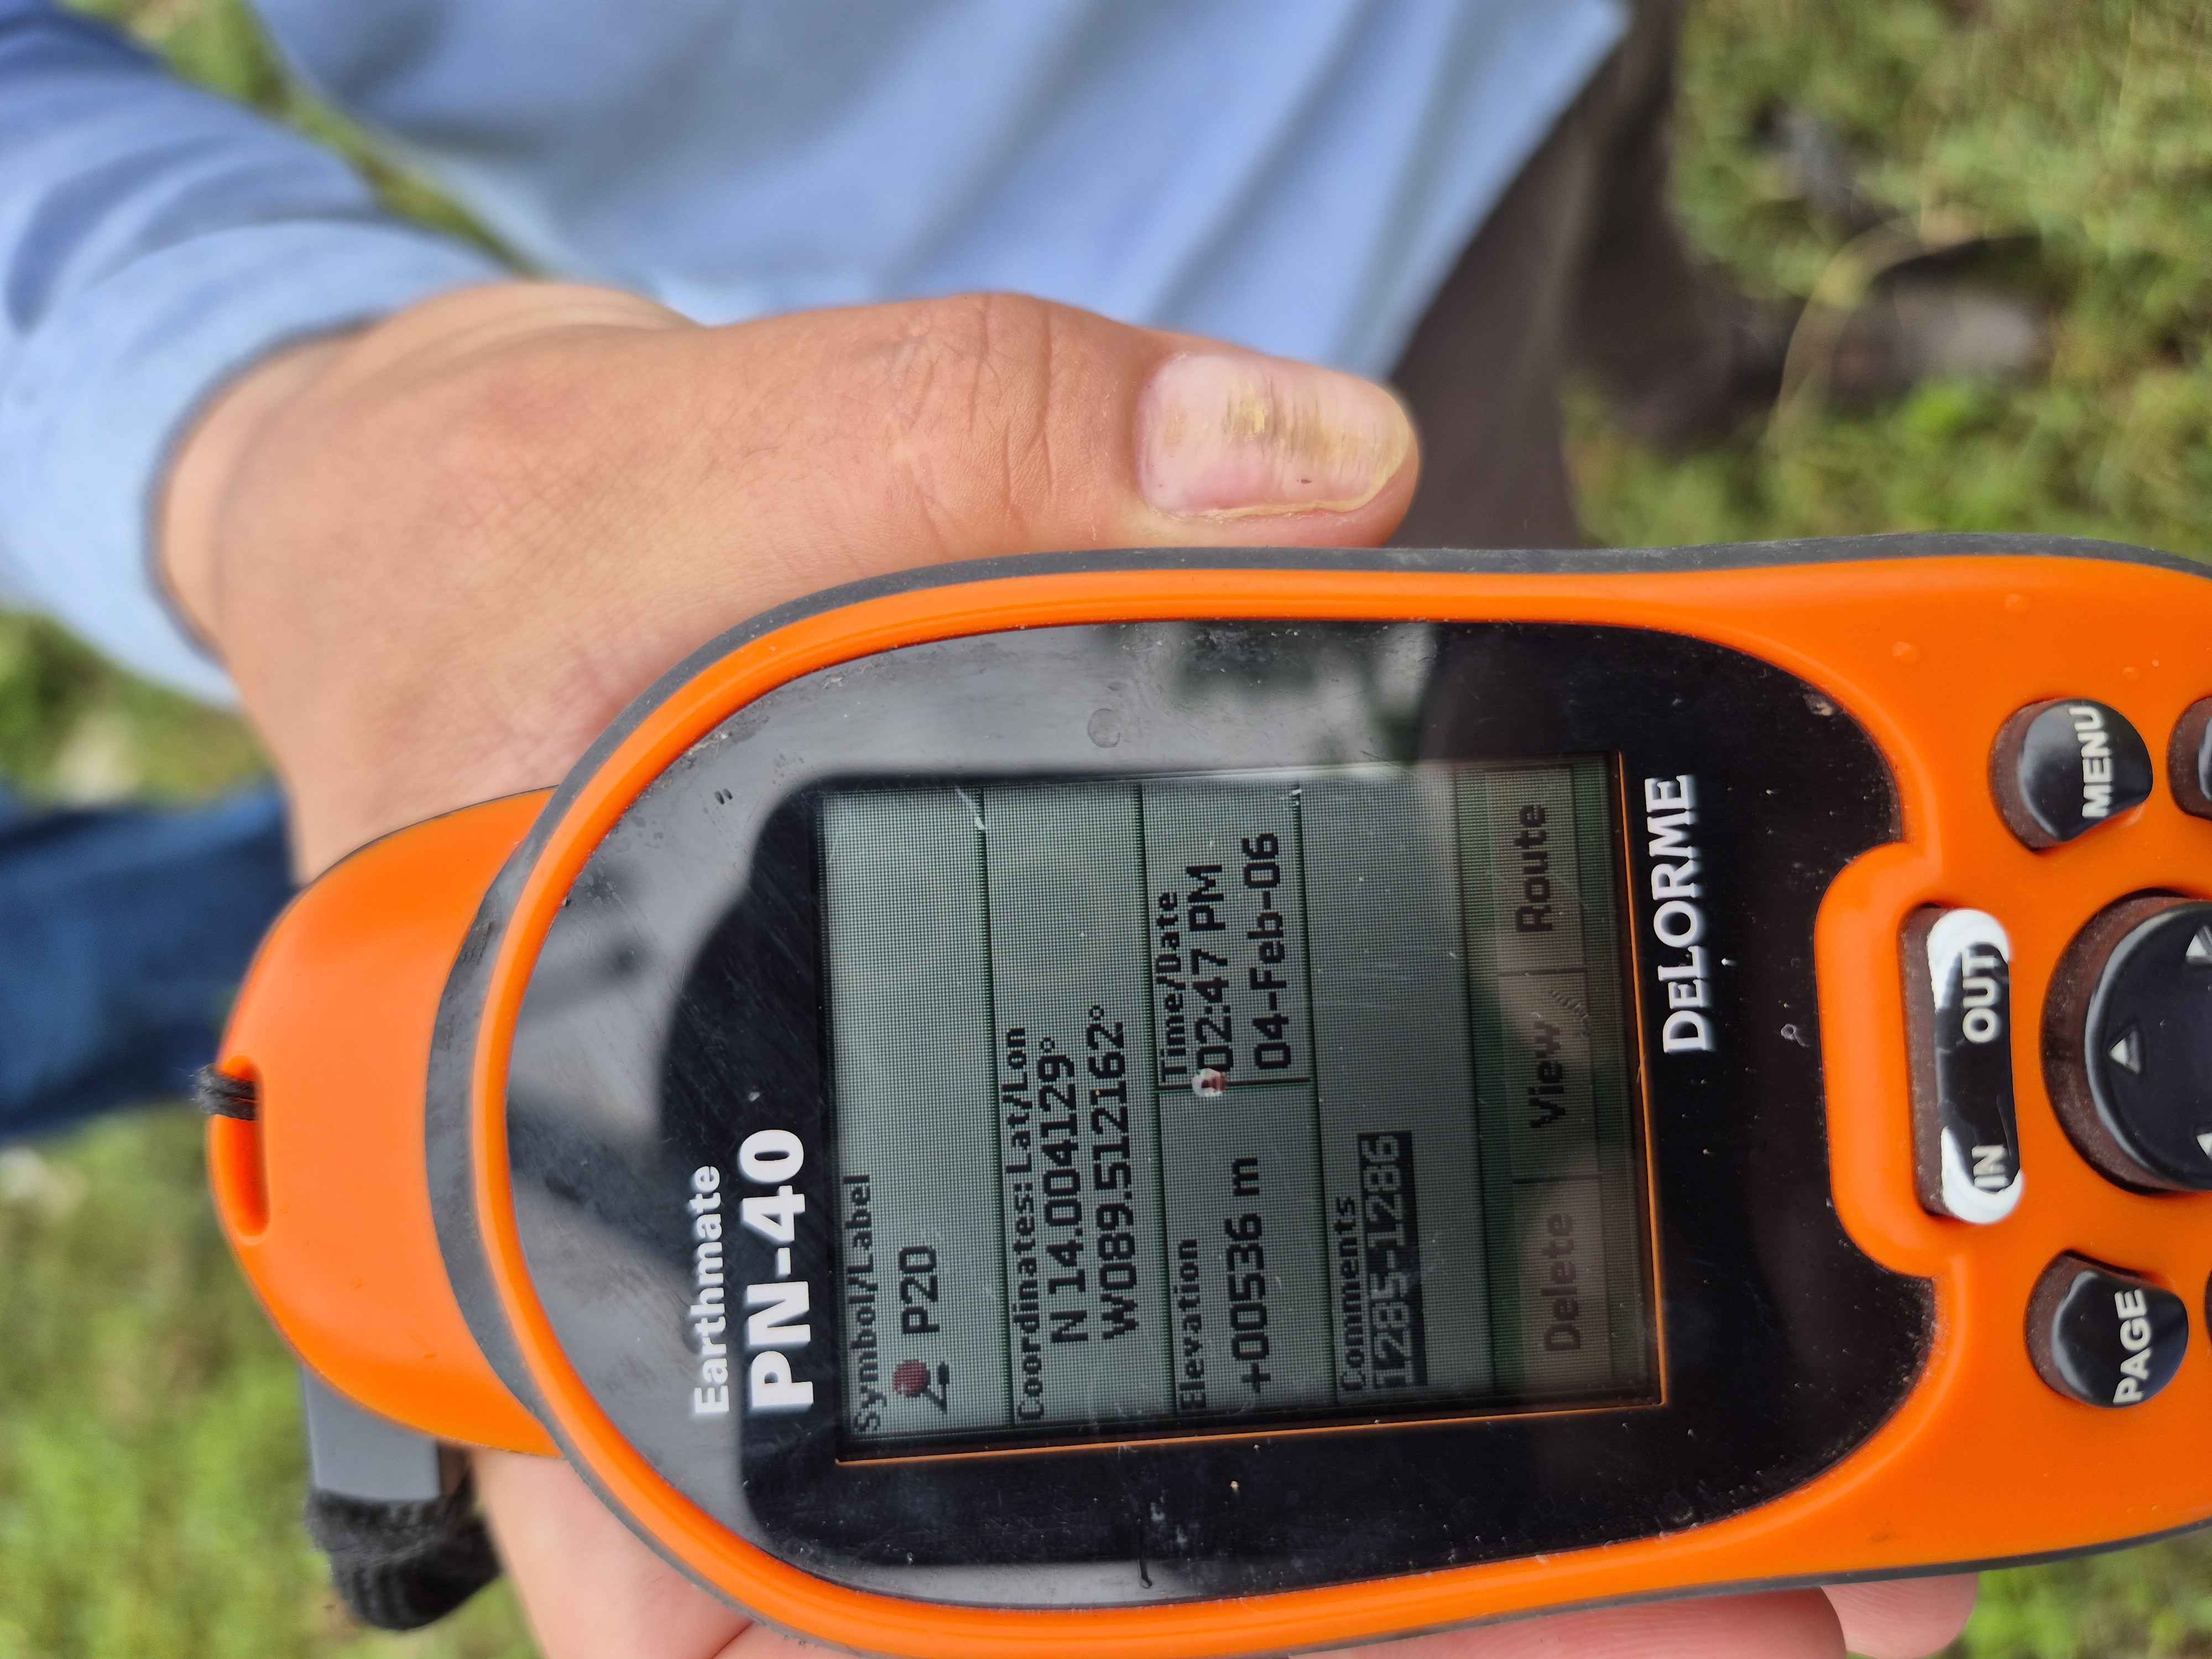 Earthmate
PN-40
Symbol/Label
P20
Coordinates:Lat/Lon
N 14.004129°
W089.512162°
Elevation
+00536 m
Time/Date
02:47 PM
04-Feb-06
Comments
1285-1286
Delete View Route
DELORME
PAGE
IN OUT
MENU